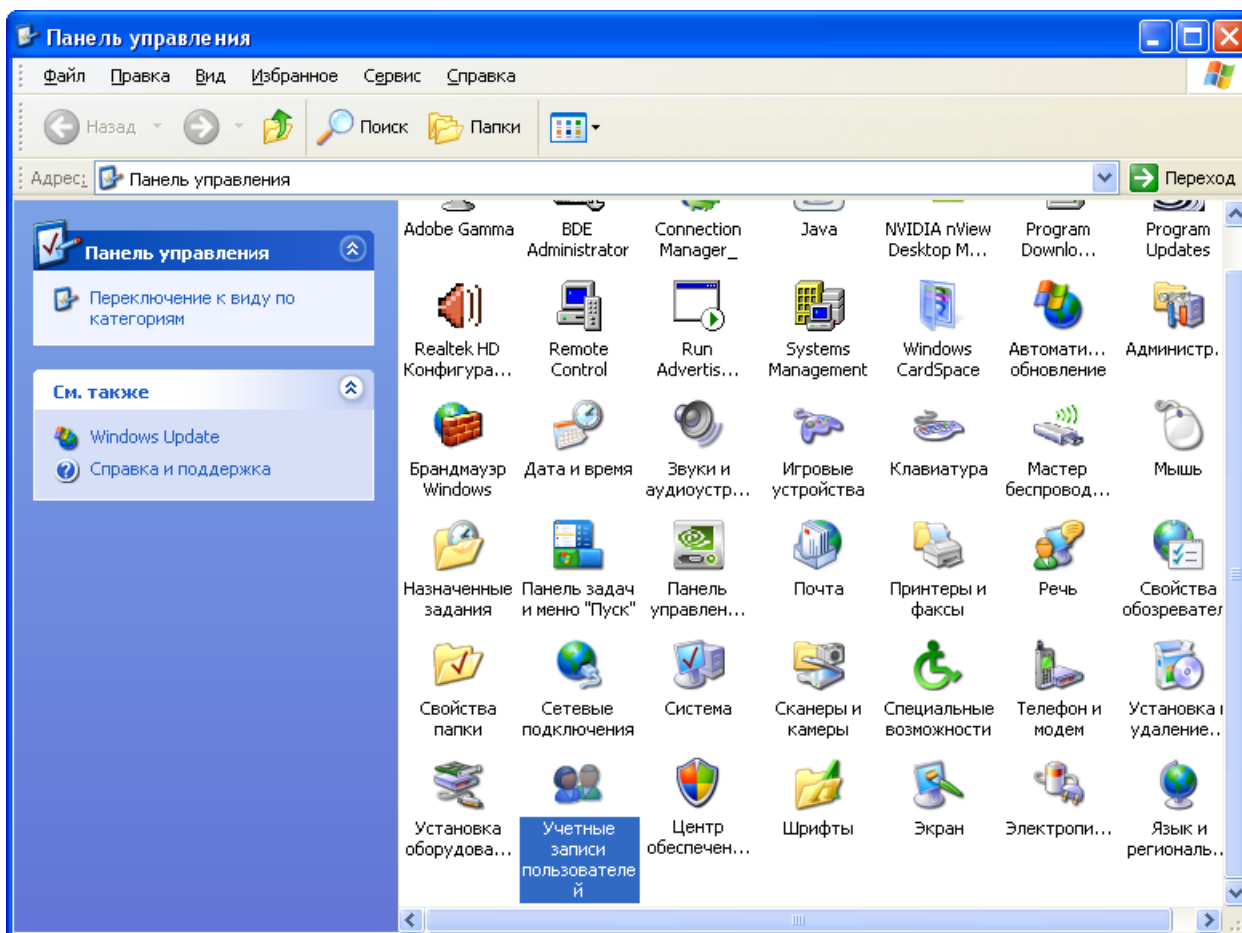 Панель управления
Файл Правка Вид Избранное Сервис Справка
Назад Поиск Папки
Адрес: Панель управления Переход
Панель управления
Переключение к виду по
категориям
См. также
Windows Update
Справка и поддержка
Adobe Gamma BDE Connection Java NVIDIA nView Program Program
Administrator Manager_ Desktop M... Downlo... Updates
Realtek HD Remote Run Systems Windows Автомати... Администр.
Конфигура... Control Advertis... Management CardSpace обновление
Брандмауэр Дата и время Звуки и Игровые Клавиатура Мастер Мышь
Windows аудиоустр... устройства беспровод...
Назначенные Панель задач Панель Почта Принтеры и Речь Свойства
задания и меню "Пуск" управлен... факсы обозревател
Свойства Сетевые Система Сканеры и Специальные Телефон и Установка и
папки подключения камеры возможности модем удаление..
Установка Учетные Центр Шрифты Экран Электропи... Язык и
оборудова... записи обеспечен... региональ..
пользователе
й